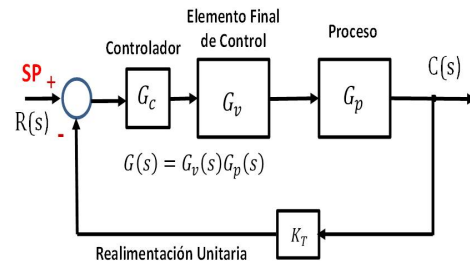 Elemento Final
de Control
Controlador
Proceso
SP +
R(s)
-
G_c
G_v
G_p
C(s)
G(s) = G_v(s)G_p(s)
K_T
Realimentación Unitaria